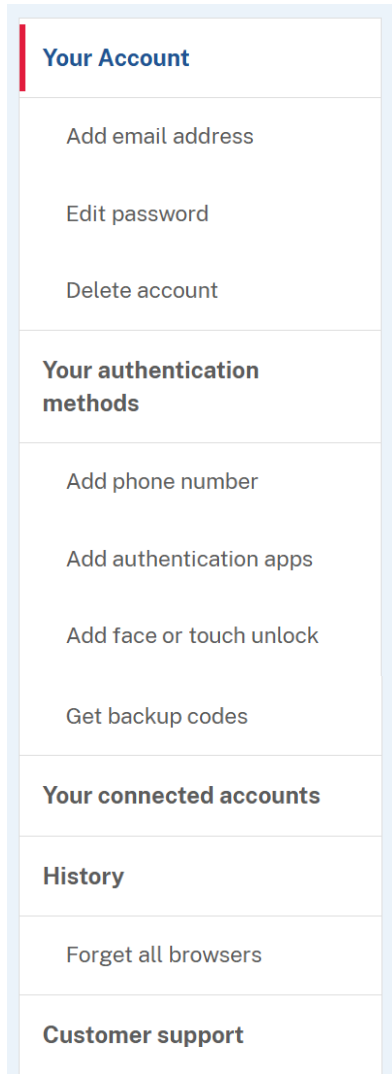 Your Account
Add email address
Edit password
Delete account
Your authentication
methods
Add phone number
Add authentication apps
Add face or touch unlock
Get backup codes
Your connected accounts
History
Forget all browsers
Customer support